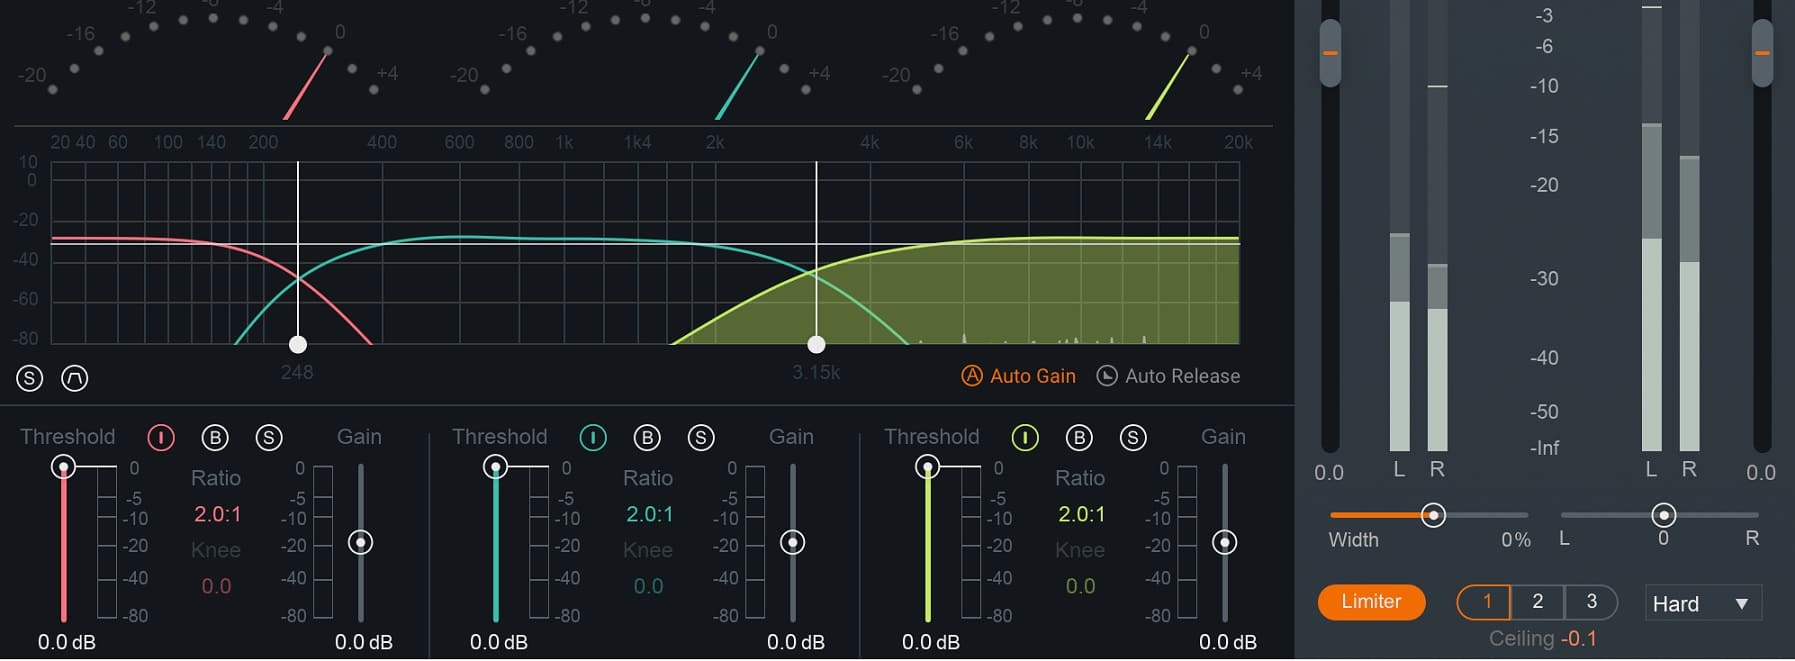 -12 -8 -4
-16 0
-20 +4
-12 -8 -4
-16 0
-20 +4
-12 -8 -4
-16 0
-20 +4
20 40 60 100 140 200 400 600 800 1k 1k4 2k 4k 6k 8k 10k 14k 20k
10
0
-20
-40
-60
-80
S 248 3.15k A Auto Gain Auto Release
Threshold I B S Gain
0 Ratio 0
-5 2.0:1 -5
-10 -10
-20 Knee -20
-40 0.0 -40
-80 -80
0.0 dB 0.0 dB
Threshold I B S Gain
0 Ratio 0
-5 2.0:1 -5
-10 -10
-20 Knee -20
-40 0.0 -40
-80 -80
0.0 dB 0.0 dB
Threshold I B S Gain
0 Ratio 0
-5 2.0:1 -5
-10 -10
-20 Knee -20
-40 0.0 -40
-80 -80
0.0 dB 0.0 dB
-3
-6
-10
-15
-20
-30
-40
-50
-Inf
0.0 L R L R 0.0
Width 0% L 0 R
Limiter 1 2 3 Hard
Ceiling -0.1